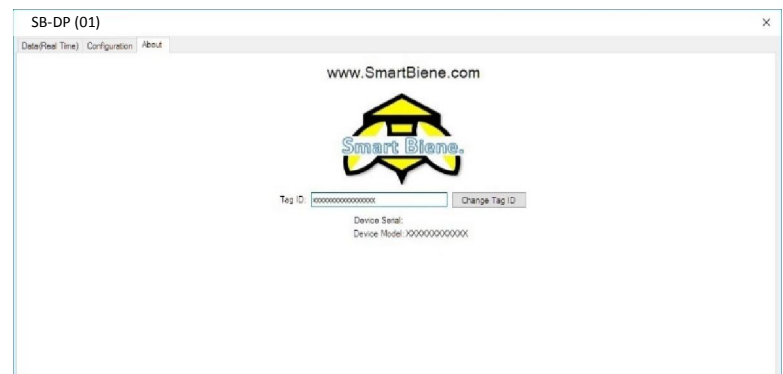 SB-DP (01)
Data(Real Time) Configuration About
www.SmartBiene.com
Smart Biene.
Tag ID: xxxxxxxxxxxxxxxx Change Tag ID
Device Serial:
Device Model: XXXXXXXXXXXX